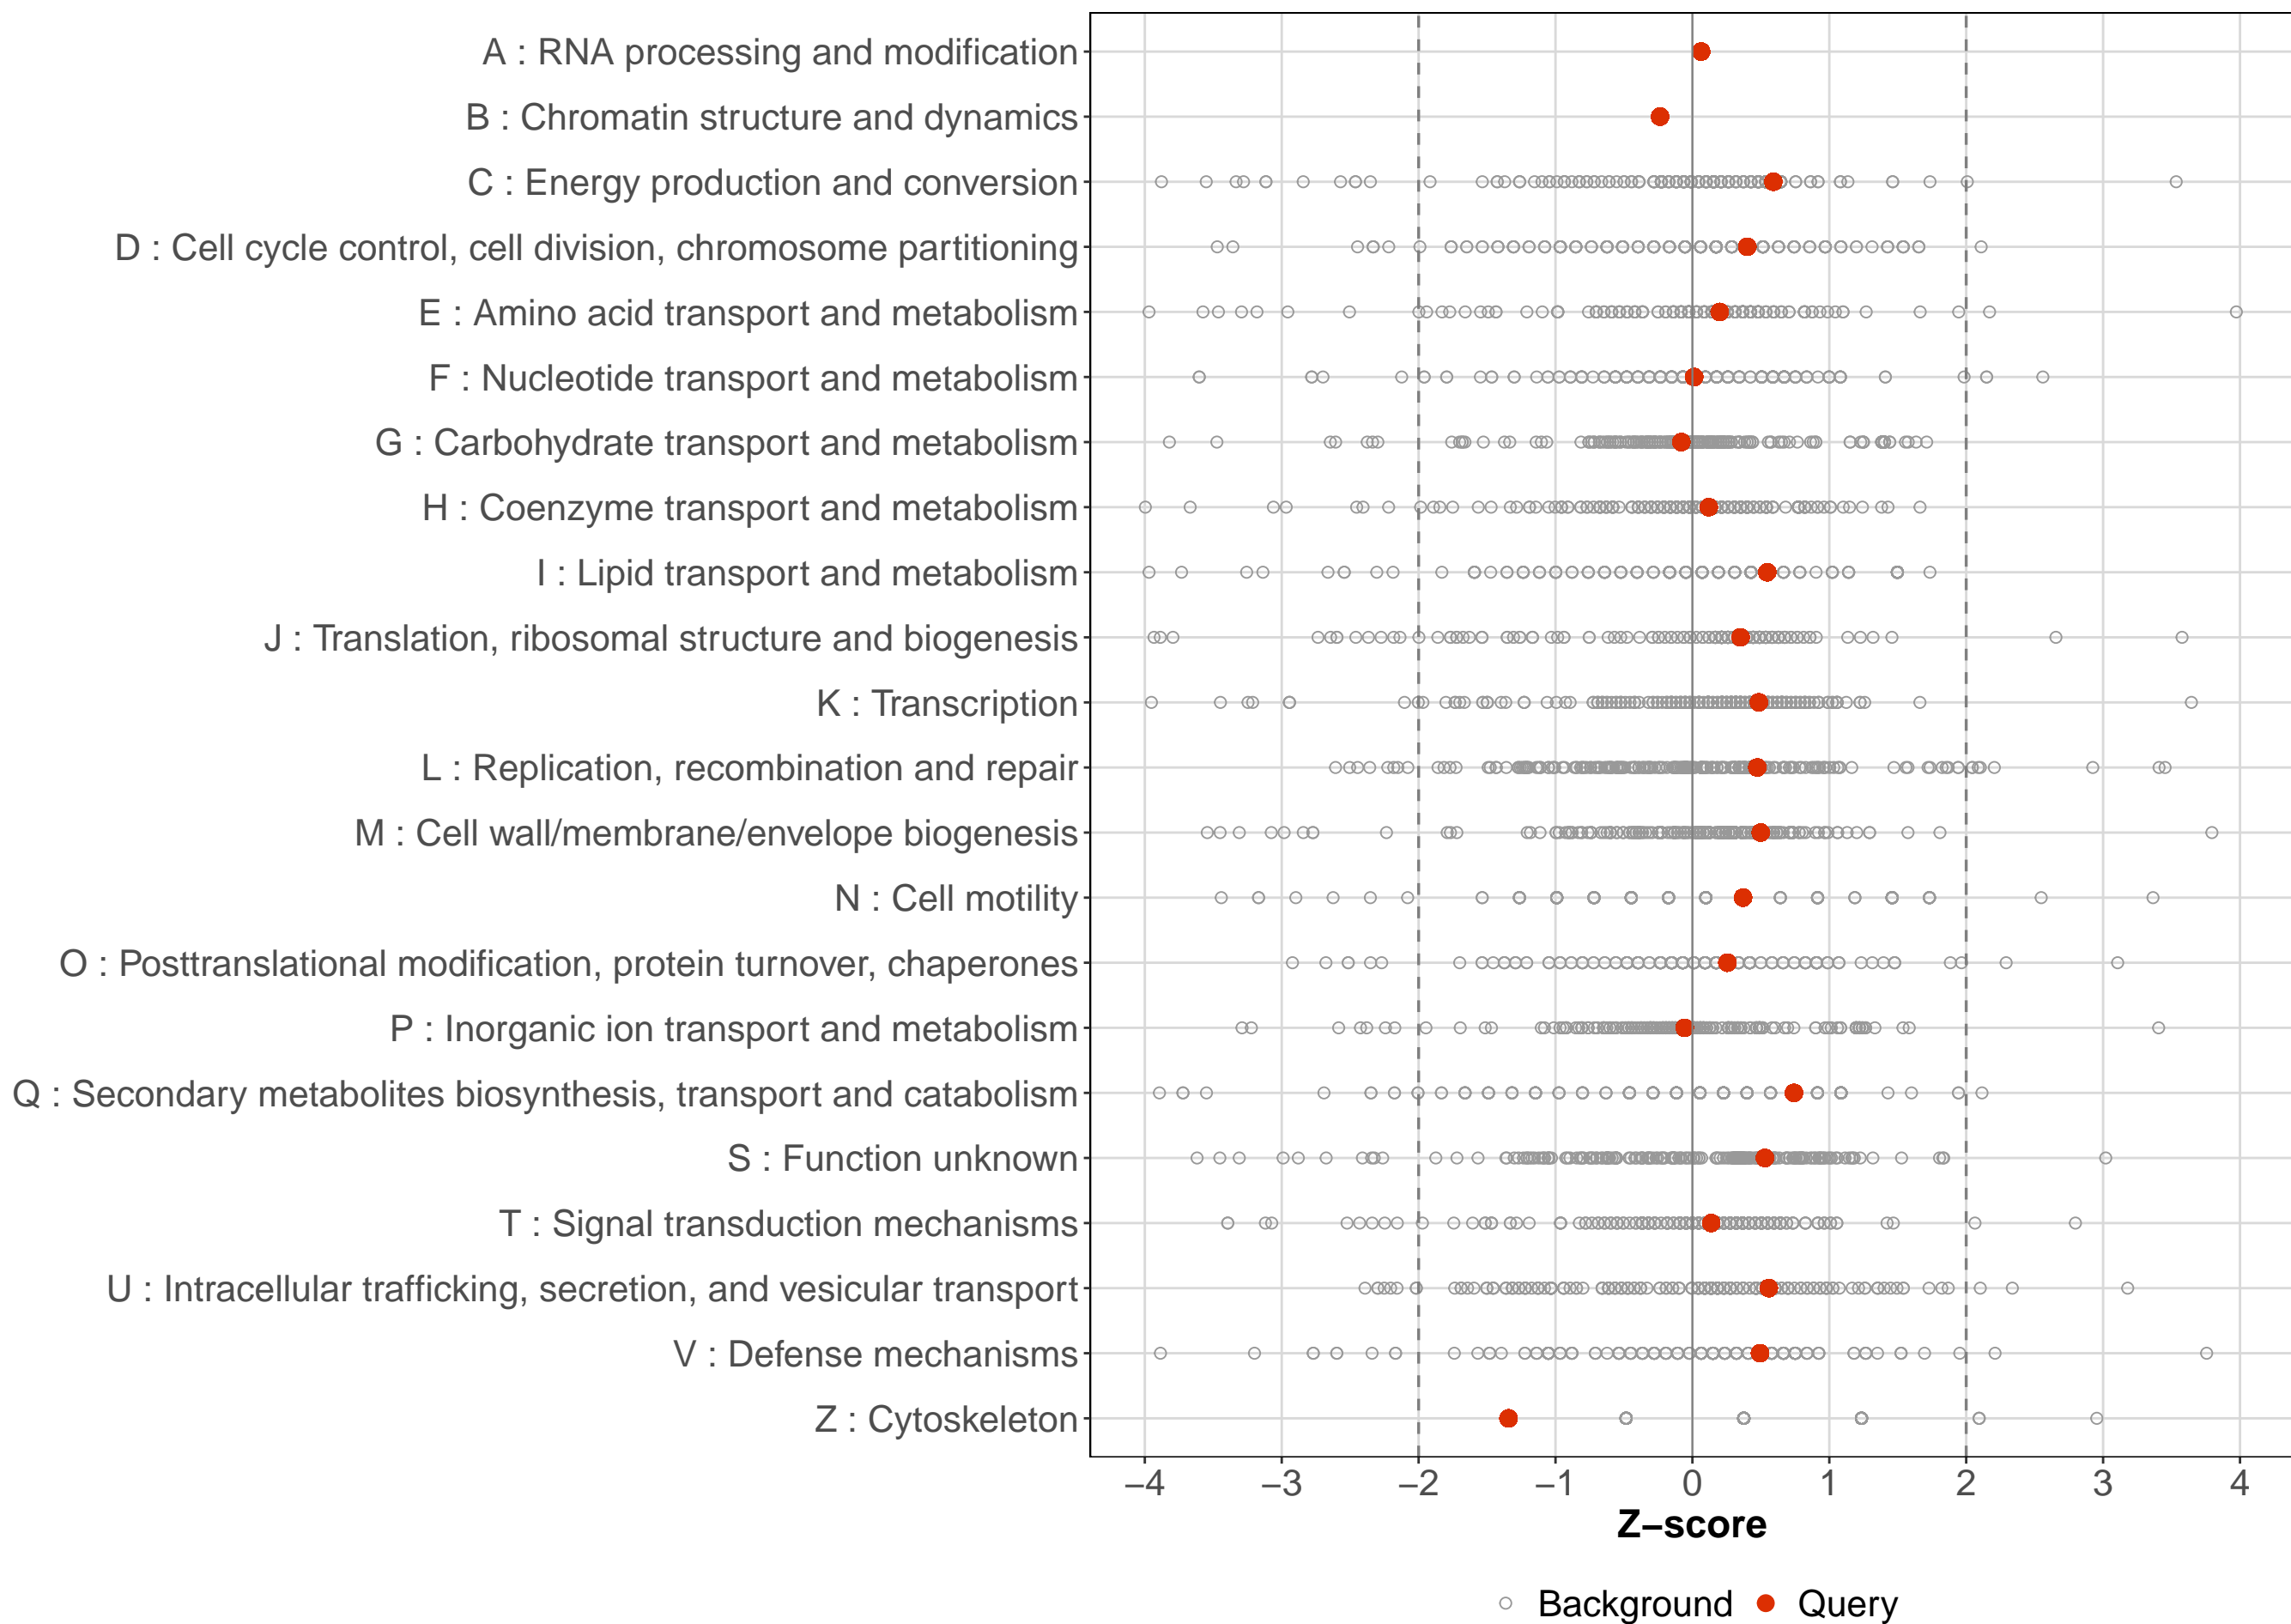 A : RNA processing and modification
B : Chromatin structure and dynamics
C : Energy production and conversion
D : Cell cycle control, cell division, chromosome partitioning
E : Amino acid transport and metabolism
F : Nucleotide transport and metabolism
G : Carbohydrate transport and metabolism
H : Coenzyme transport and metabolism
I : Lipid transport and metabolism
J : Translation, ribosomal structure and biogenesis
K : Transcription
L : Replication, recombination and repair
M : Cell wall/membrane/envelope biogenesis
N : Cell motility
O : Posttranslational modification, protein turnover, chaperones
P : Inorganic ion transport and metabolism
Q : Secondary metabolites biosynthesis, transport and catabolism
S : Function unknown
T : Signal transduction mechanisms
U : Intracellular trafficking, secretion, and vesicular transport
V : Defense mechanisms
Z : Cytoskeleton
−4 −3 −2 −1 0 1 2 3 4
Z−score
Background Query